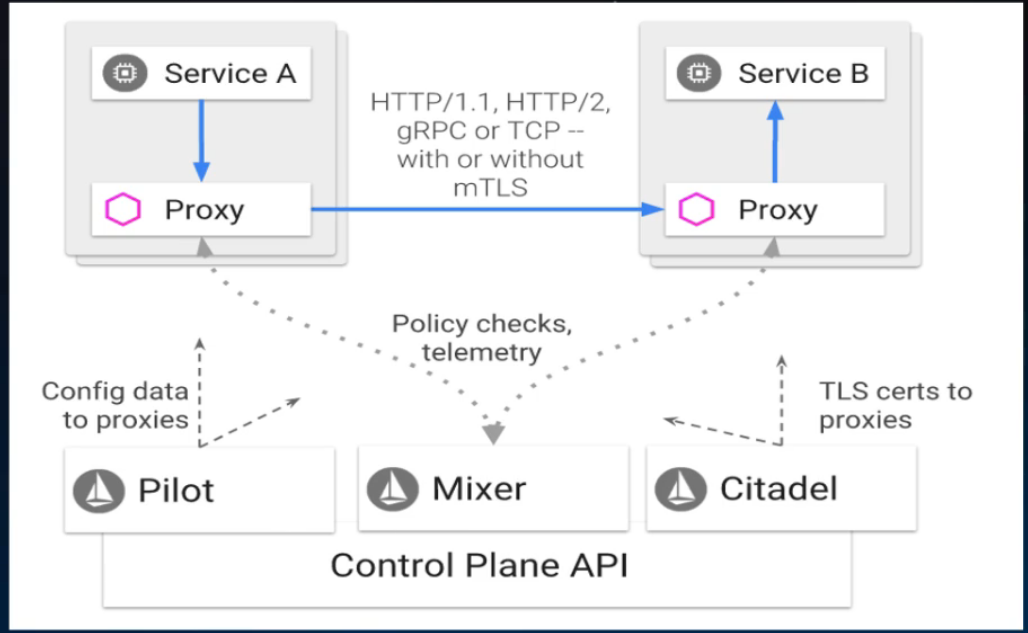 Service A
Service B
HTTP/1.1, HTTP/2,
gRPC or TCP --
with or without
mTLS
Proxy
Proxy
Policy checks,
telemetry
Config data
to proxies
TLS certs to
proxies
Pilot
Mixer
Citadel
Control Plane API